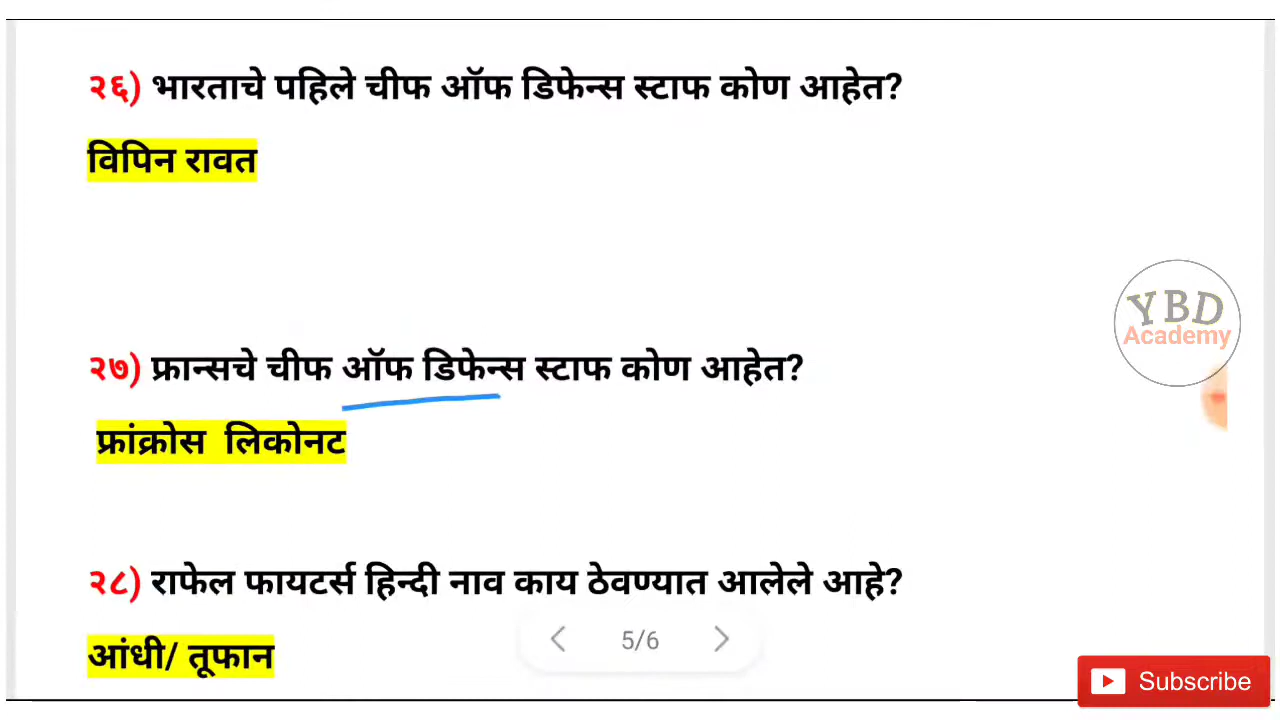 २६) भारताचे पहिले चीफ ऑफ डिफेन्स स्टाफ कोण आहेत?
विपिन रावत
YBD
Academy
२७) फ्रान्सचे चीफ ऑफ डिफेन्स स्टाफ कोण आहेत?
फ्रांक्रोस लिकोनट
२८) राफेल फायटर्स हिन्दी नाव काय ठेवण्यात आलेले आहे?
5/6
आंधी/ तूफान
Subscribe